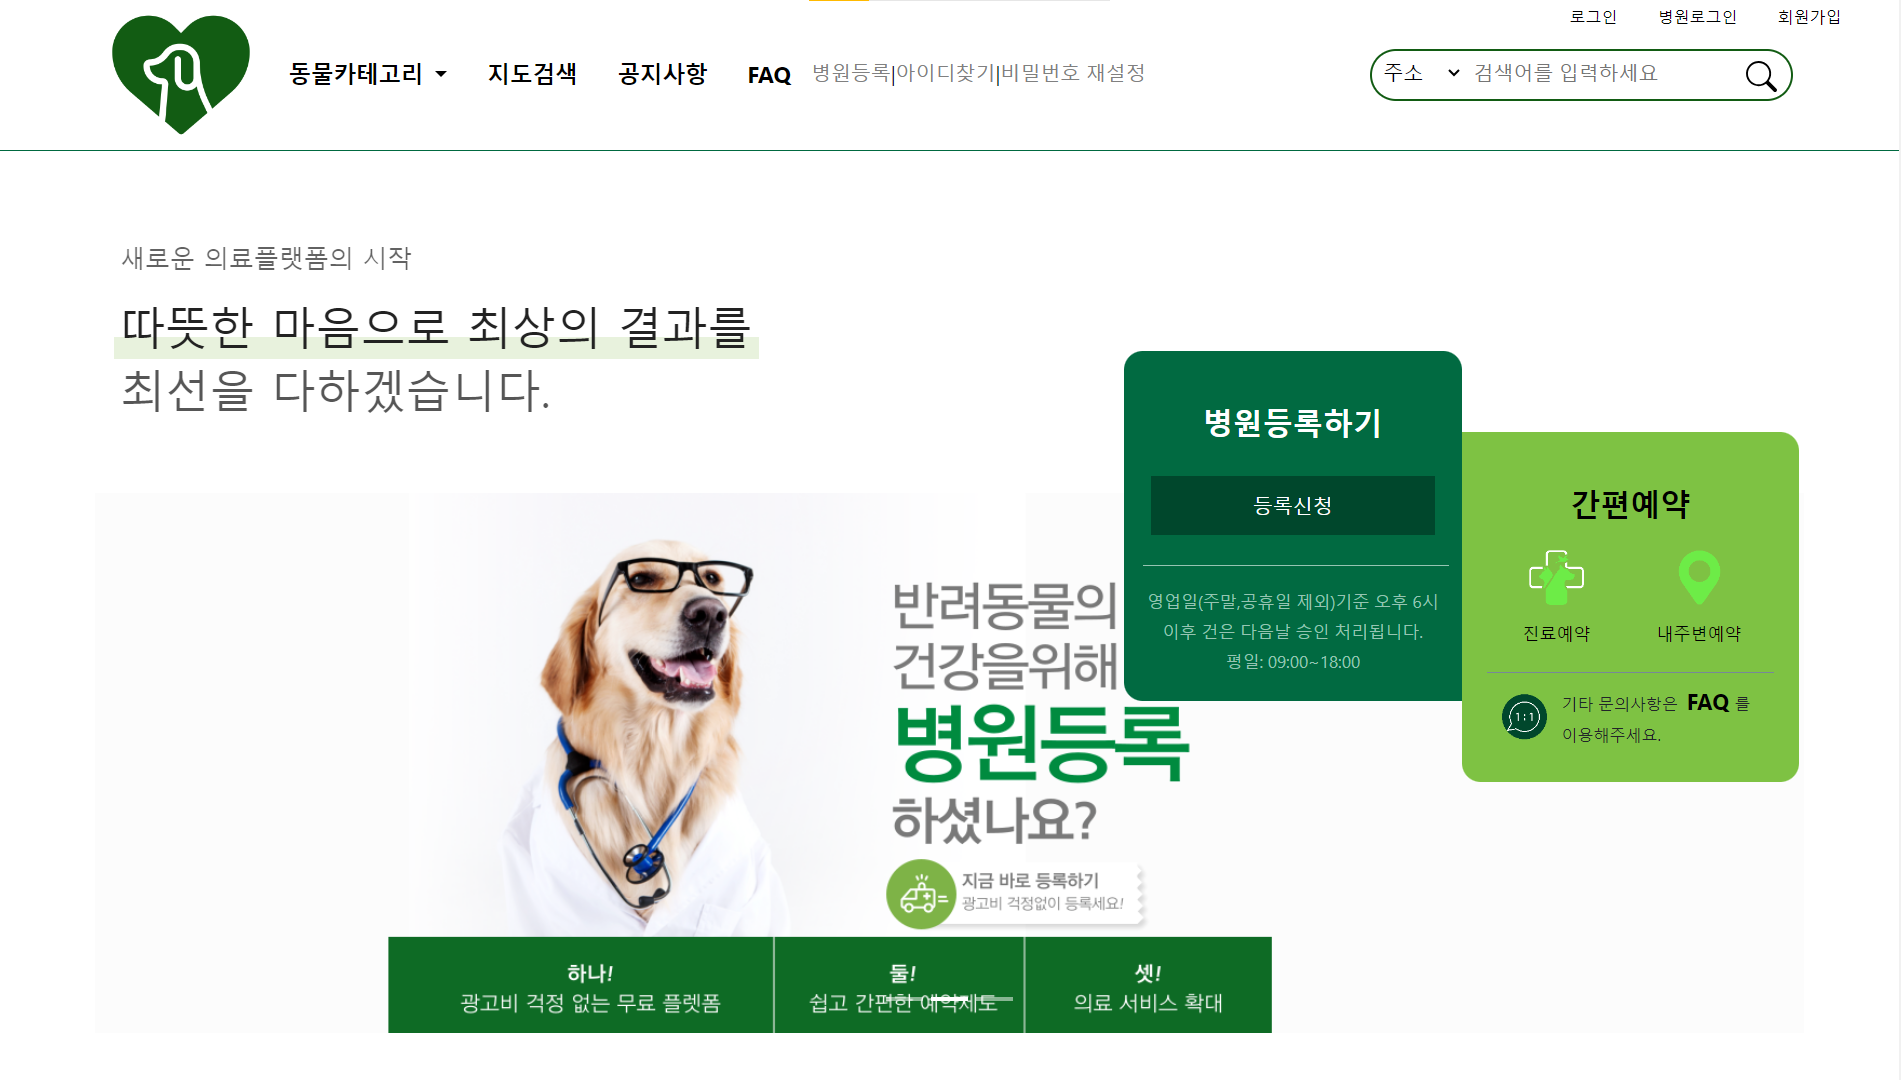 로그인 병원로그인 회원가입
동물카테고리 지도검색 공지사항 FAQ 병원등록|아이디찾기|비밀번호 재설정 주소 검색어를 입력하세요
새로운 의료플랫폼의 시작
따뜻한 마음으로 최상의 결과를
최선을 다하겠습니다.
병원등록하기
등록신청
영업일(주말,공휴일 제외)기준 오후 6시
이후 건은 다음날 승인 처리됩니다.
평일: 09:00~18:00
간편예약
진료예약 내주변예약
1:1
기타 문의사항은 FAQ 를
이용해주세요.
반려동물의
건강을위해
병원등록
하셨나요?
지금 바로 등록하기
광고비 걱정없이 등록세요!
하나!
광고비 걱정 없는 무료 플렛폼
둘!
쉽고 간편한 예약제도
셋!
의료 서비스 확대